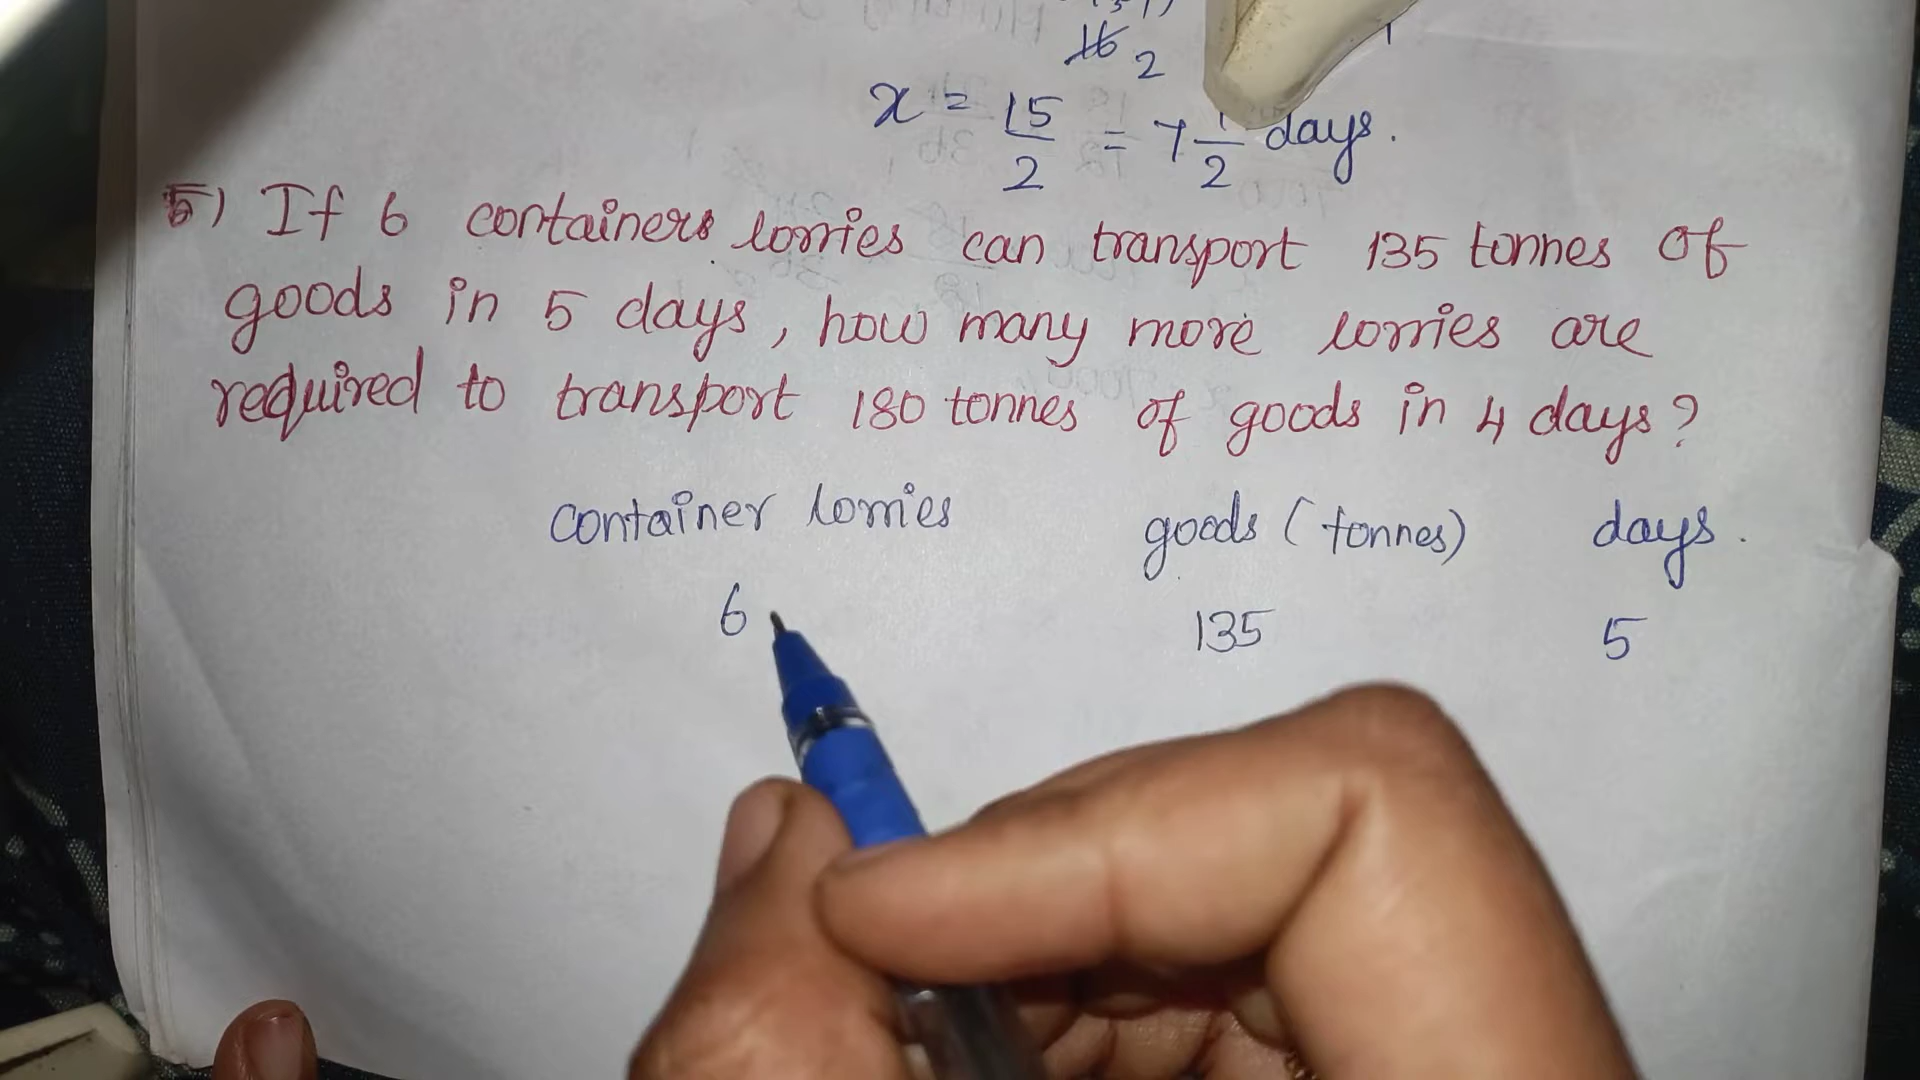 16 2
x = 15/2 = 7 1/2 days.
5) If 6 containers lorries can transport 135 tonnes of
goods in 5 days, how many more lorries are
required to transport 180 tonnes of goods in 4 days?
container lorries goods (tonnes) days.
6 135 5